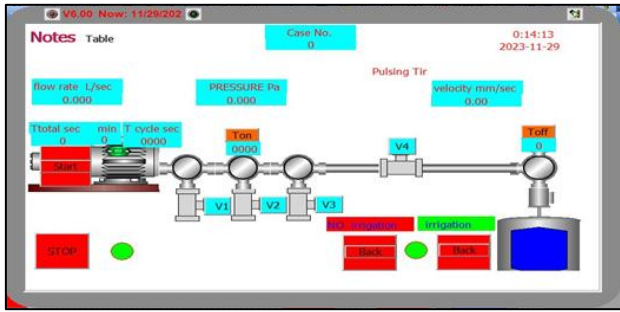 V6.00 Now: 11/29/202
Notes Table
Case No.
0
0:14:13
2023-11-29
Pulsing Tir
flow rate L/sec
0.000
PRESSURE Pa
0.000
velocity mm/sec
0.00
Ttotal sec min T cycle sec
0 0 0000
Ton
0000
Toff
0
V4
Start
V1 V2 V3
NO irrigation irrigation
STOP
Back Back